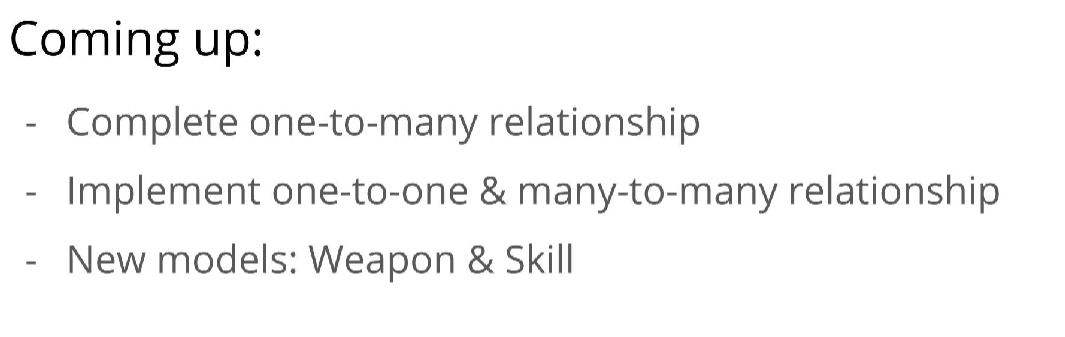 Coming up:
- Complete one-to-many relationship
- Implement one-to-one & many-to-many relationship
- New models: Weapon & Skill